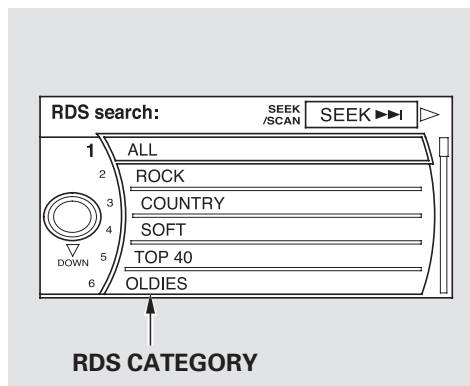 RDS search:
SEEK
/SCAN
SEEK
1 ALL
2 ROCK
3 COUNTRY
4 SOFT
DOWN
5 TOP 40
6 OLDIES
RDS CATEGORY